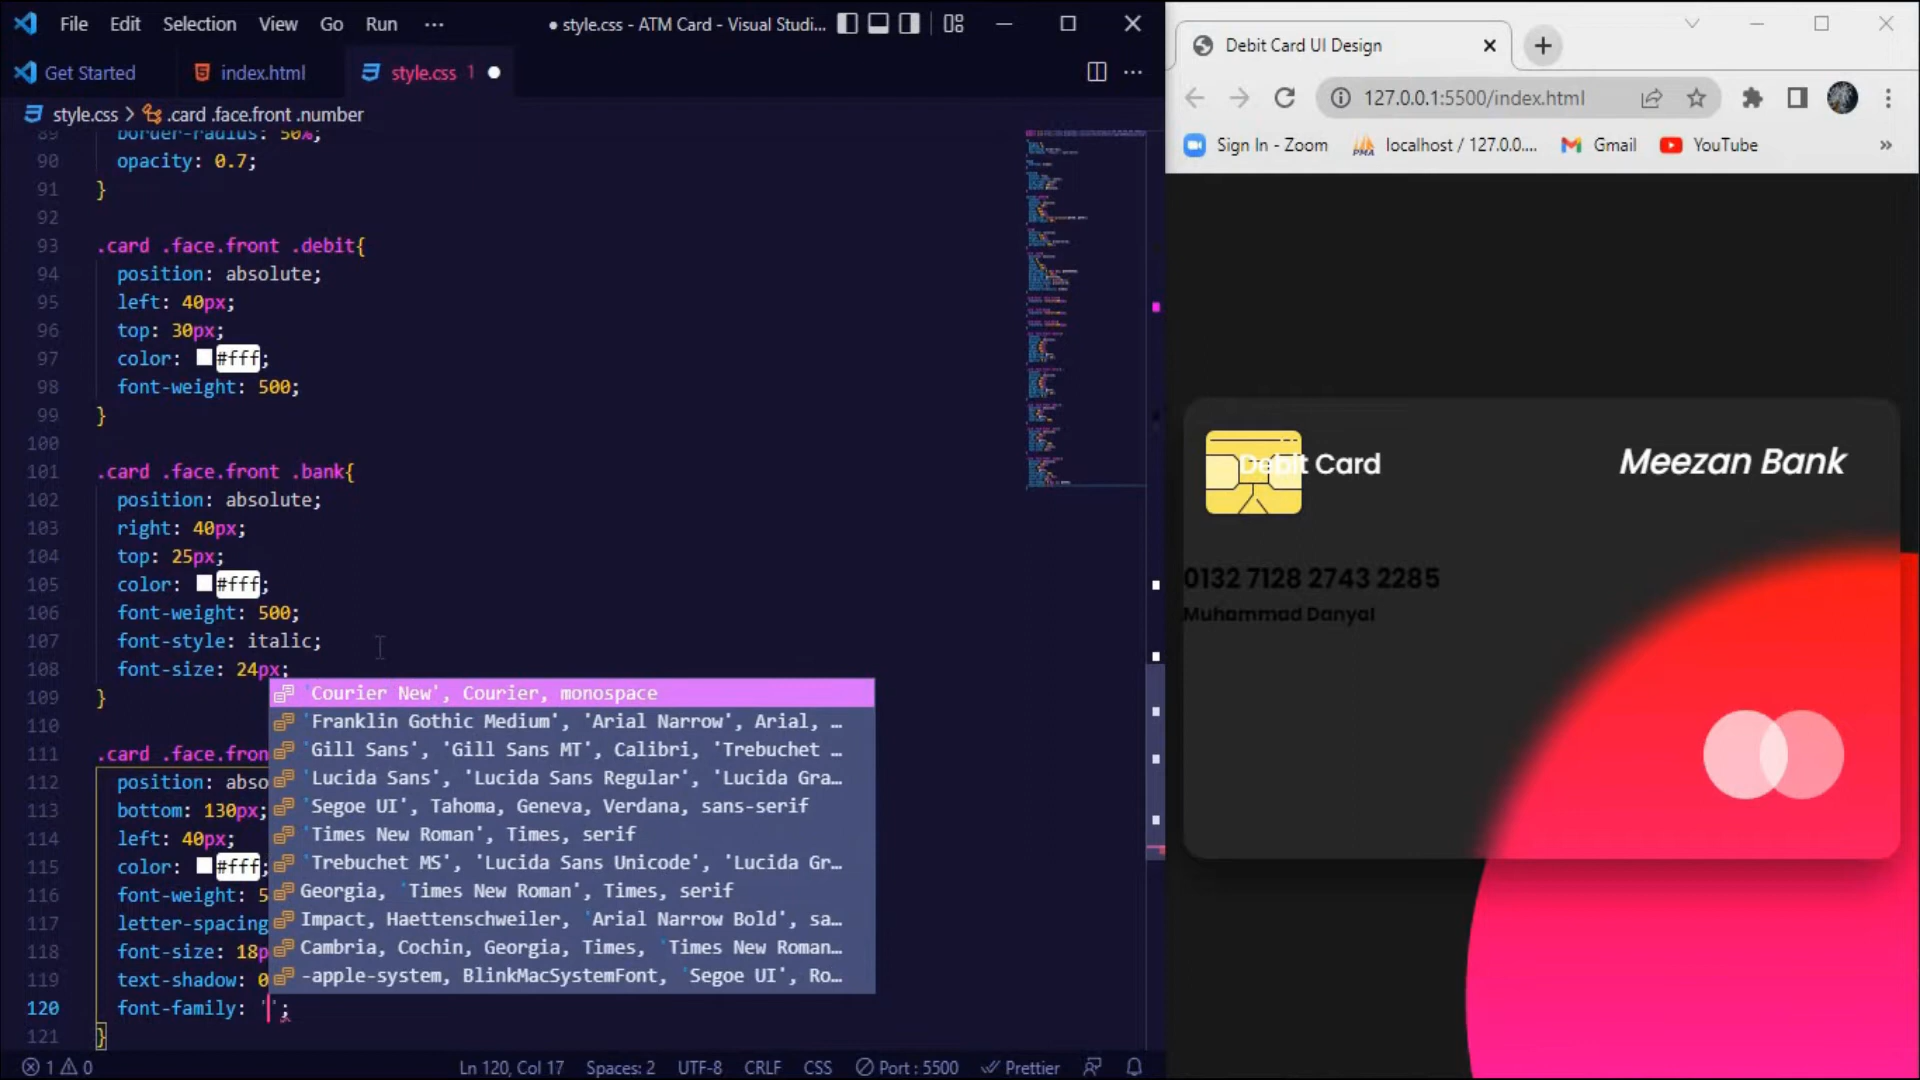 File Edit Selection View Go Run ···
● style.css - ATM Card - Visual Studi...
Get Started
index.html
style.css 1
style.css > .card .face.front .number
89 border-radius: 50%;
90 opacity: 0.7;
91 }
92
93 .card .face.front .debit{
94 position: absolute;
95 left: 40px;
96 top: 30px;
97 color: #fff;
98 font-weight: 500;
99 }
100
101 .card .face.front .bank{
102 position: absolute;
103 right: 40px;
104 top: 25px;
105 color: #fff;
106 font-weight: 500;
107 font-style: italic;
108 font-size: 24px;
109 }
110
111 .card .face.fron
112 position: abso
113 bottom: 130px;
114 left: 40px;
115 color: #fff;
116 font-weight: 5
117 letter-spacing
118 font-size: 18p
119 text-shadow: 0
120 font-family: '';
121 }
'Courier New', Courier, monospace
'Franklin Gothic Medium', 'Arial Narrow', Arial, …
'Gill Sans', 'Gill Sans MT', Calibri, 'Trebuchet …
'Lucida Sans', 'Lucida Sans Regular', 'Lucida Gra…
'Segoe UI', Tahoma, Geneva, Verdana, sans-serif
'Times New Roman', Times, serif
'Trebuchet MS', 'Lucida Sans Unicode', 'Lucida Gr…
Georgia, 'Times New Roman', Times, serif
Impact, Haettenschweiler, 'Arial Narrow Bold', sa…
Cambria, Cochin, Georgia, Times, 'Times New Roman…
-apple-system, BlinkMacSystemFont, 'Segoe UI', Ro…
1 0
Ln 120, Col 17 Spaces: 2 UTF-8 CRLF CSS Port : 5500 Prettier
Debit Card UI Design
127.0.0.1:5500/index.html
Sign In - Zoom
PMA
localhost / 127.0.0....
Gmail
YouTube
»
Debit Card
Meezan Bank
0132 7128 2743 2285
Muhammad Danyal